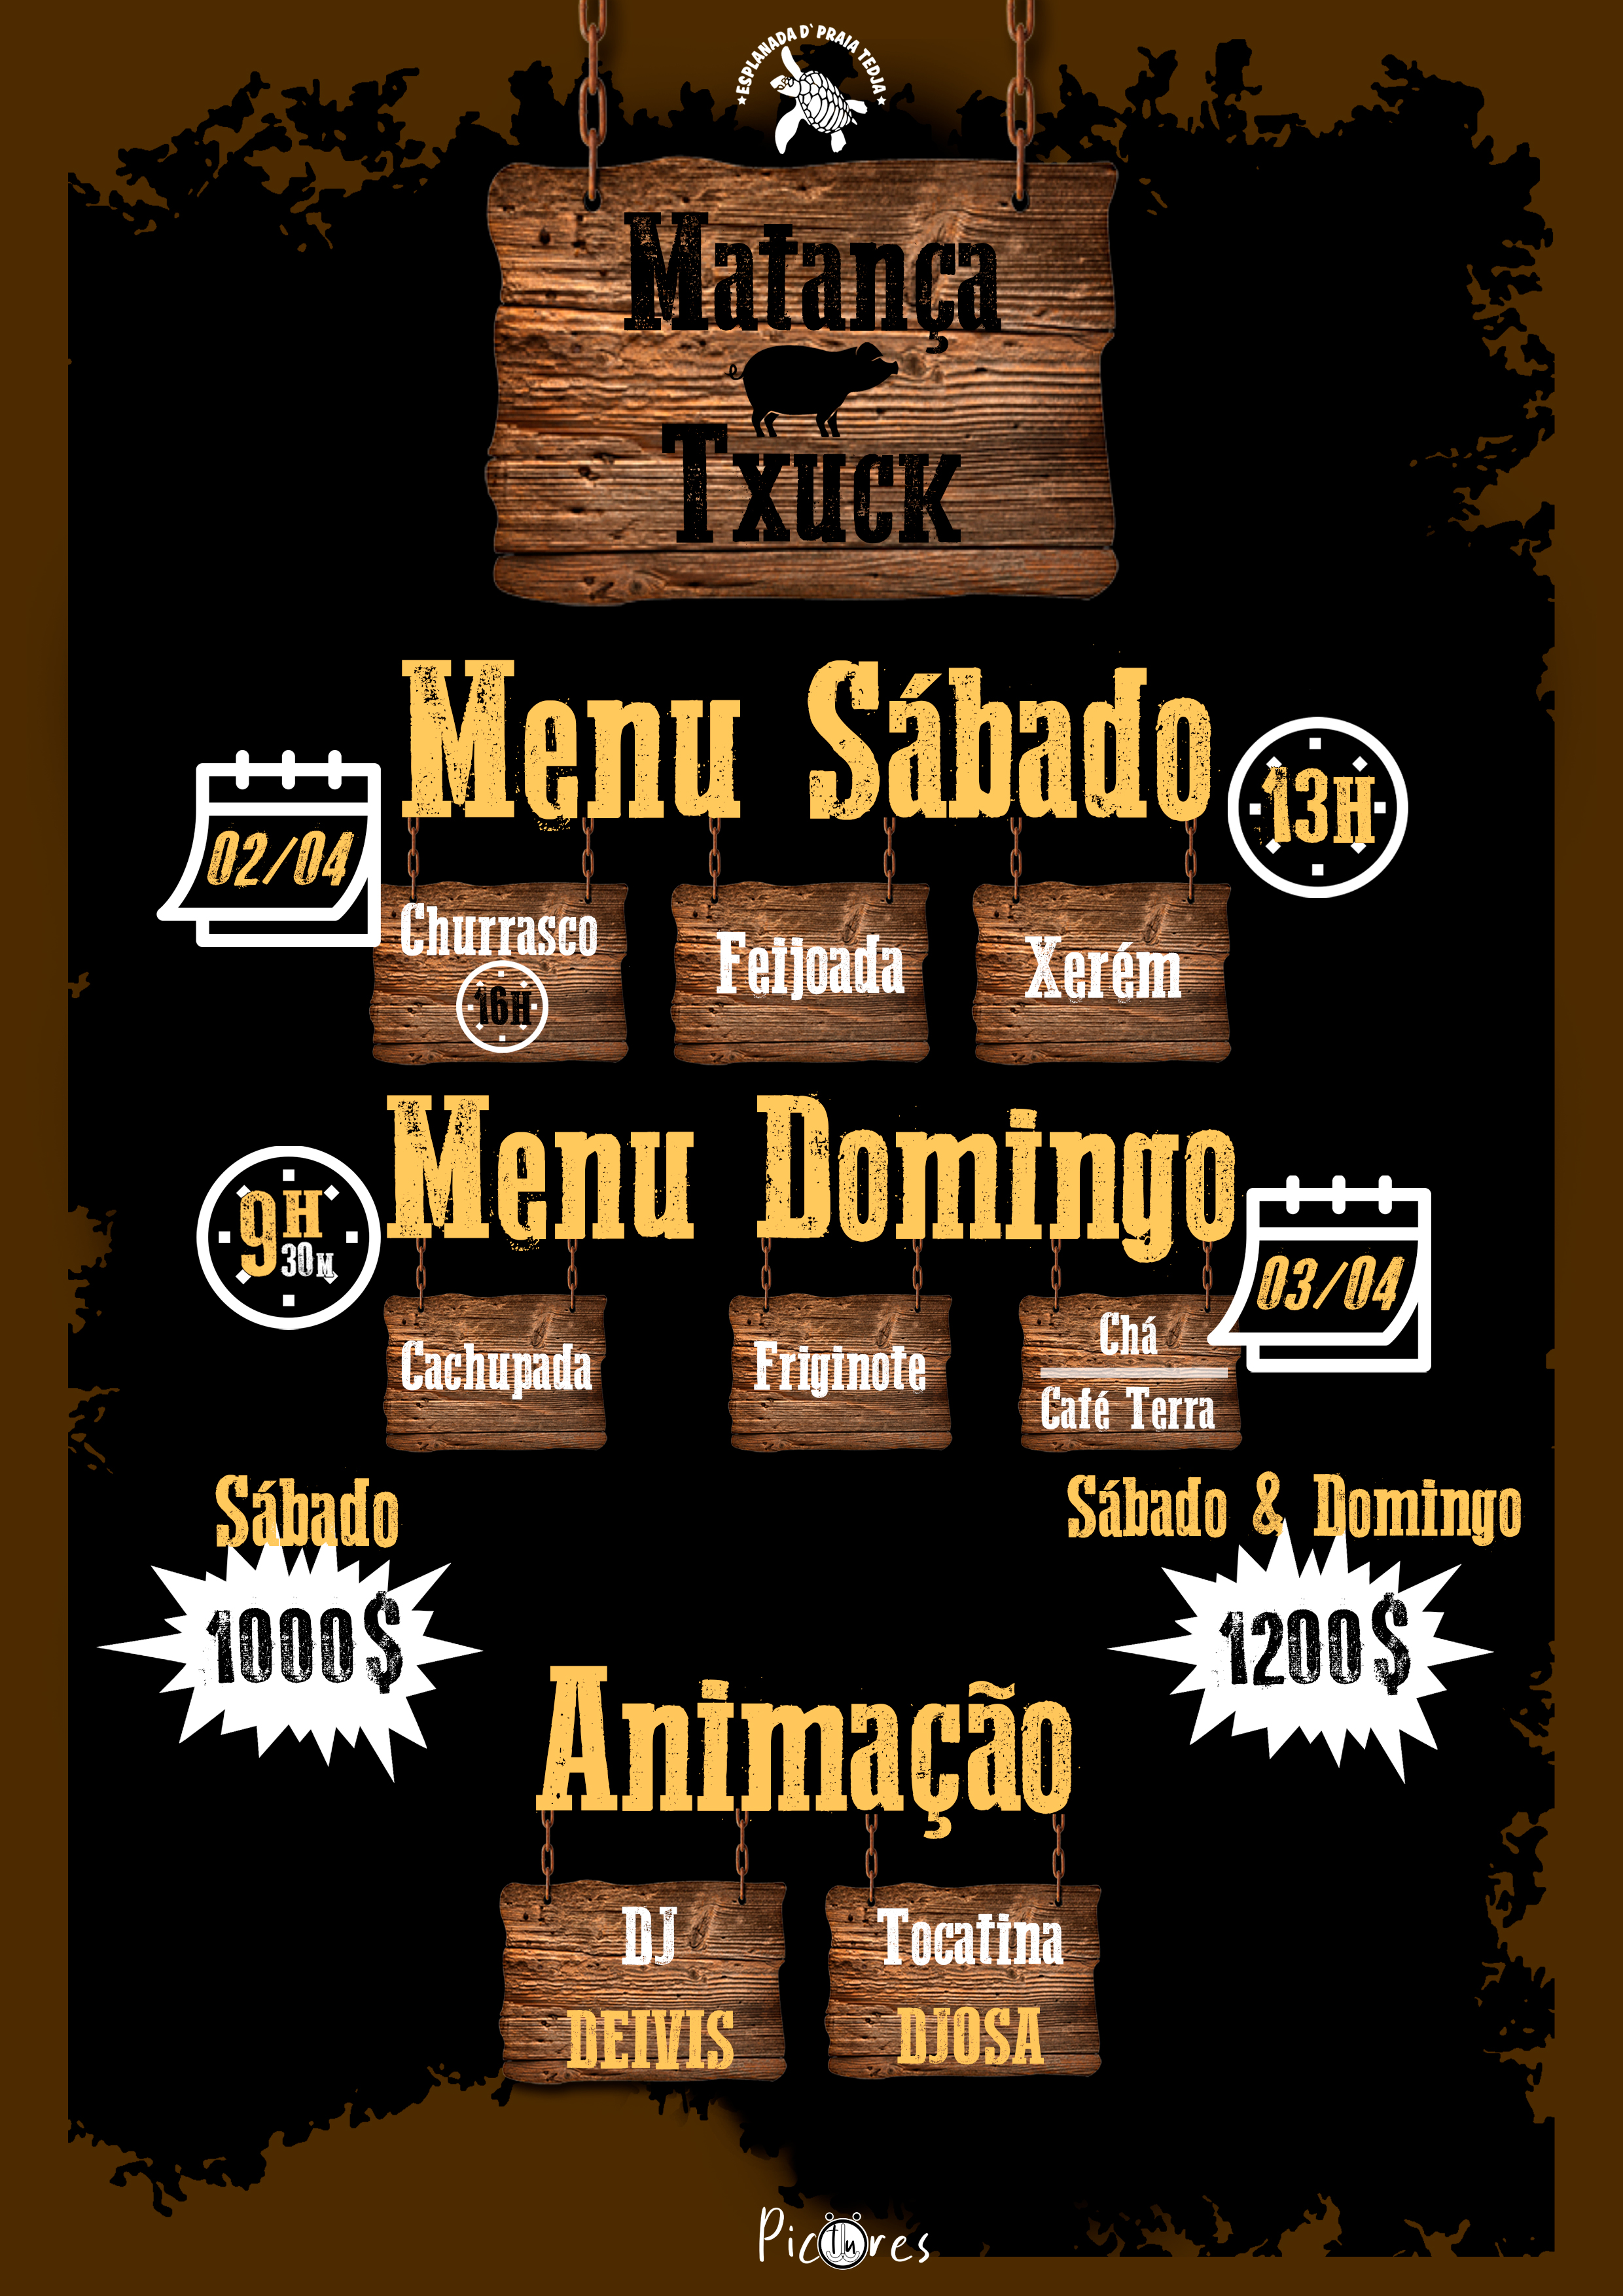 ESPLANADA D' PRAIA TEDJA
Matança
Txuck
Menu Sábado
02/04
13H
Churrasco
16H
Feijoada
Xerém
Menu Domingo
9H
30M
03/04
Cachupada
Friginote
Chá
Café Terra
Sábado
1000$
Sábado & Domingo
1200$
Animação
DJ
DEIVIS
Tocatina
DJOSA
Pictures